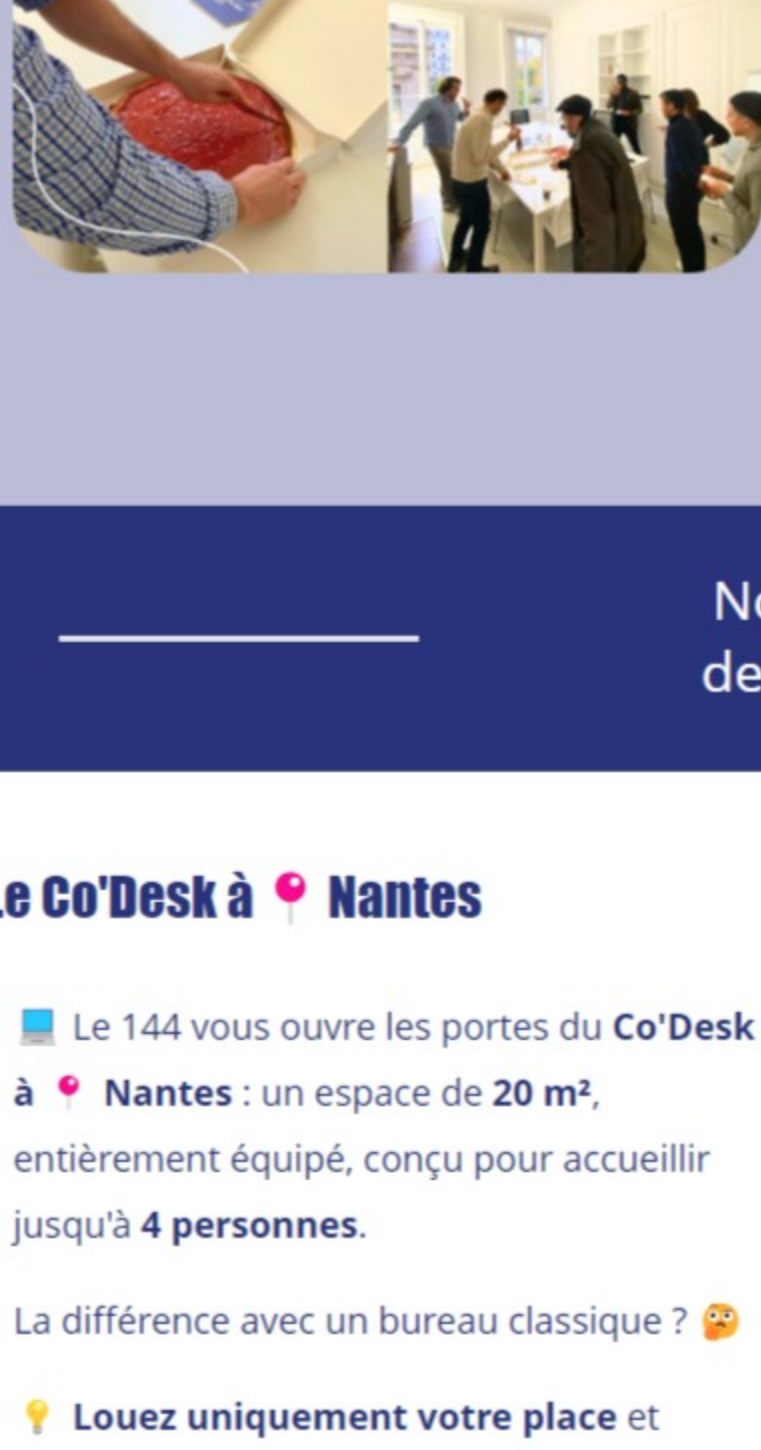 No
de
Le Co'Desk à 📍 Nantes
💻 Le 144 vous ouvre les portes du Co'Desk
à 📍 Nantes : un espace de 20 m²,
entièrement équipé, conçu pour accueillir
jusqu'à 4 personnes.
La différence avec un bureau classique ? 🤔
💡 Louez uniquement votre place et